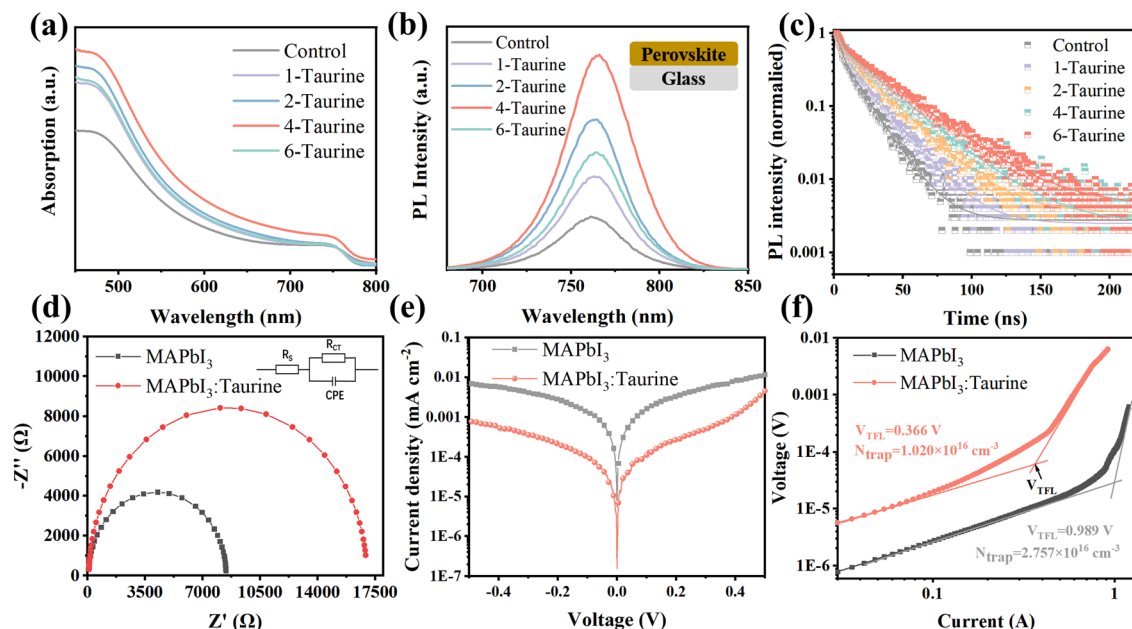 (a)
Absorption (a.u.)
Control
1-Taurine
2-Taurine
4-Taurine
6-Taurine
500
600
700
800
Wavelength (nm)
(b)
PL Intensity (a.u.)
Control
1-Taurine
2-Taurine
4-Taurine
6-Taurine
Perovskite
Glass
700
750
800
850
Wavelength (nm)
(c)
PL intensity (normalied)
1
0.1
0.01
0.001
Control
1-Taurine
2-Taurine
4-Taurine
6-Taurine
0
50
100
150
200
Time (ns)
(d)
-Z'' (Ω)
12000
10000
8000
6000
4000
2000
0
MAPbI3
MAPbI3:Taurine
RS
RCT
CPE
0
3500
7000
10500
14000
17500
Z' (Ω)
(e)
Current density (mA cm-2)
0.1
0.01
0.001
1E-4
1E-5
1E-6
1E-7
MAPbI3
MAPbI3:Taurine
-0.4
-0.2
0.0
0.2
0.4
Voltage (V)
(f)
Voltage (V)
0.01
0.001
1E-4
1E-5
1E-6
MAPbI3
MAPbI3:Taurine
VTFL=0.366 V
Ntrap=1.020×1016 cm-3
VTFL
VTFL=0.989 V
Ntrap=2.757×1016 cm-3
0.1
1
Current (A)